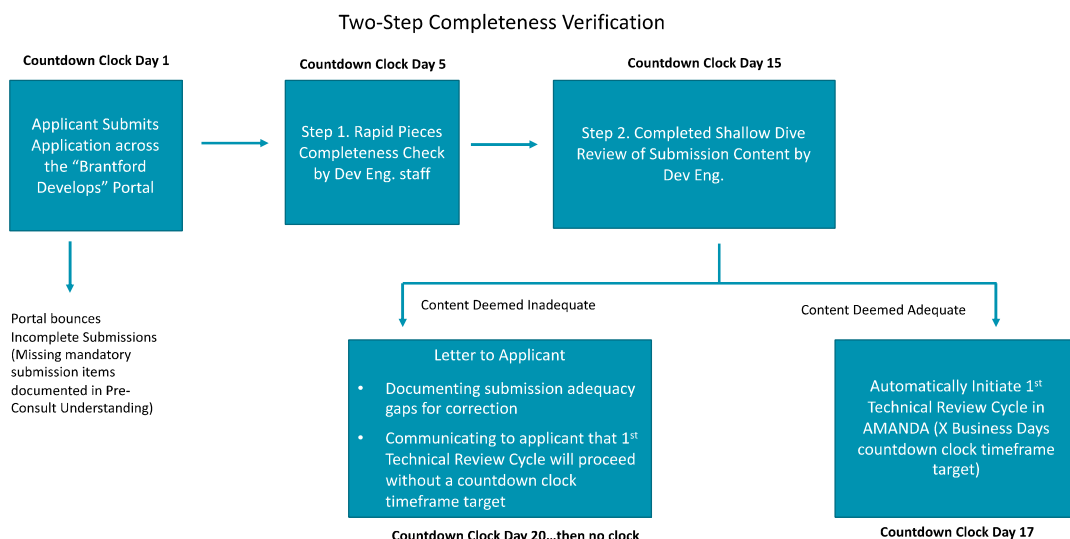 Two-Step Completeness Verification
Countdown Clock Day 1
Applicant Submits
Application across
the “Brantford
Develops” Portal
Portal bounces
Incomplete Submissions
(Missing mandatory
submission items
documented in Pre-
Consult Understanding)
Countdown Clock Day 5
Step 1. Rapid Pieces
Completeness Check
by Dev Eng. staff
Countdown Clock Day 15
Step 2. Completed Shallow Dive
Review of Submission Content by
Dev Eng.
Content Deemed Inadequate
Letter to Applicant
• Documenting submission adequacy
gaps for correction
• Communicating to applicant that 1st
Technical Review Cycle will proceed
without a countdown clock
timeframe target
Countdown Clock Day 20…then no clock
Content Deemed Adequate
Automatically Initiate 1st
Technical Review Cycle in
AMANDA (X Business Days
countdown clock timeframe
target)
Countdown Clock Day 17